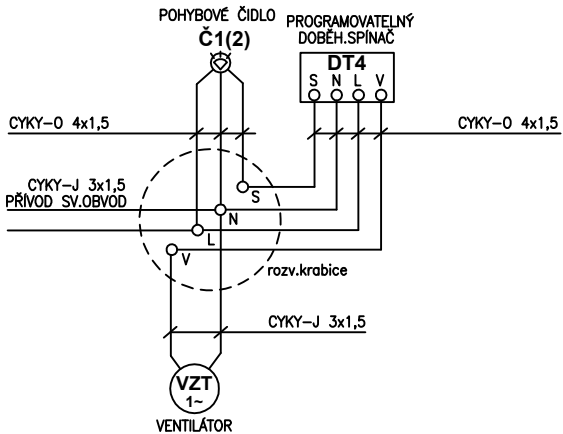 POHYBOVÉ ČIDLO
Č1(2)
PROGRAMOVATELNÝ
DOBĚH.SPÍNAČ
DT4
S N L V
CYKY-O 4x1,5
CYKY-O 4x1,5
CYKY-J 3x1,5
PŘÍVOD SV.OBVOD
S
N
L
V
rozv.krabice
CYKY-J 3x1,5
VZT
1~
VENTILÁTOR